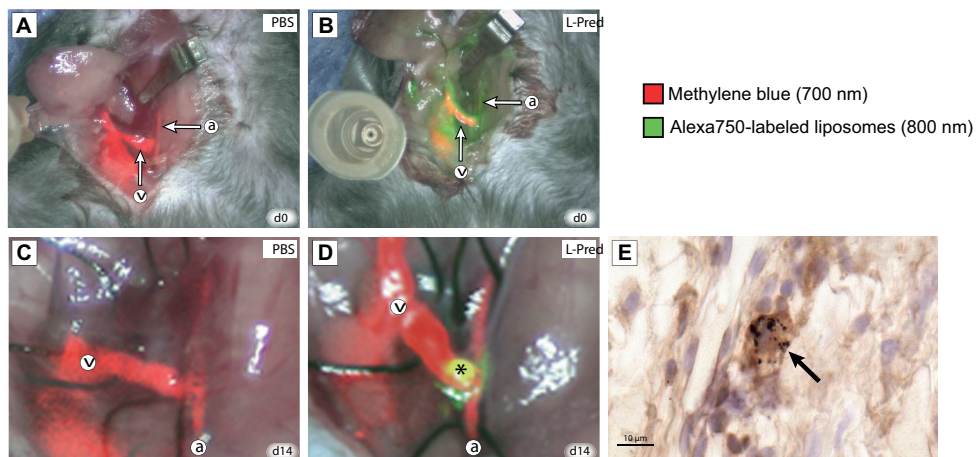 A
PBS
a
v
d0
B
L-Pred
a
v
d0
Methylene blue (700 nm)
Alexa750-labeled liposomes (800 nm)
C
PBS
v
a
d14
D
L-Pred
v
*
a
d14
E
10 µm